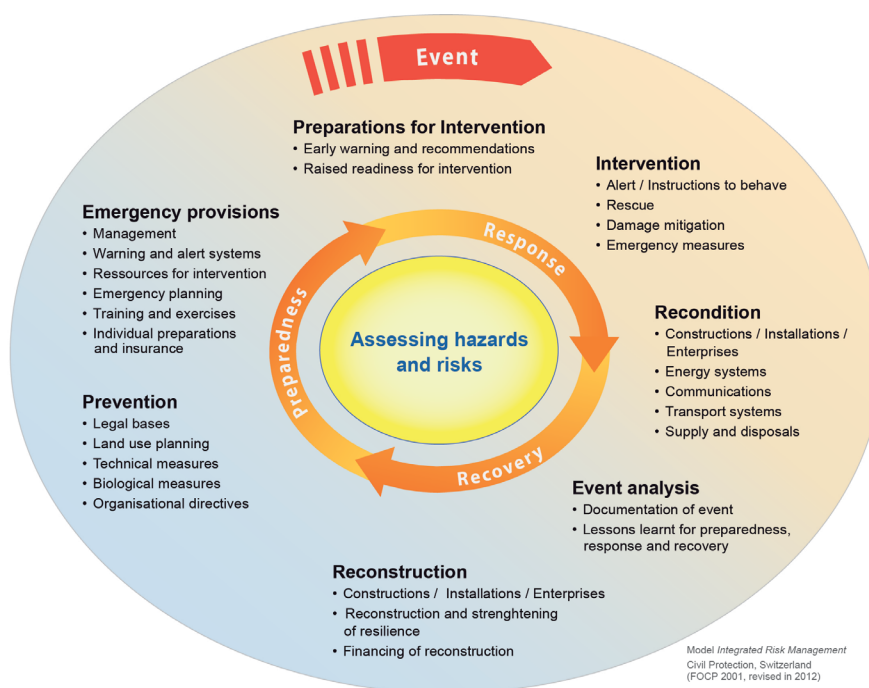 Event
Preparations for Intervention
• Early warning and recommendations
• Raised readiness for intervention
Intervention
• Alert / Instructions to behave
• Rescue
• Damage mitigation
• Emergency measures
Emergency provisions
• Management
• Warning and alert systems
• Ressources for intervention
• Emergency planning
• Training and exercises
• Individual preparations
and insurance
Response
Preparedness
Recovery
Assessing hazards
and risks
Recondition
• Constructions / Installations /
Enterprises
• Energy systems
• Communications
• Transport systems
• Supply and disposals
Prevention
• Legal bases
• Land use planning
• Technical measures
• Biological measures
• Organisational directives
Event analysis
• Documentation of event
• Lessons learnt for preparedness,
response and recovery
Reconstruction
• Constructions / Installations / Enterprises
• Reconstruction and strenghtening
of resilience
• Financing of reconstruction
Model Integrated Risk Management
Civil Protection, Switzerland
(FOCP 2001, revised in 2012)